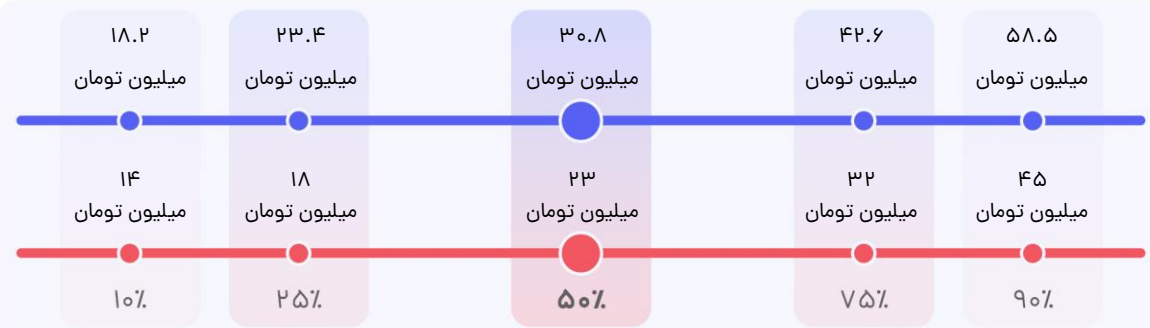 ۱۸.۲ ۲۳.۴ ۳۰.۸ ۴۲.۶ ۵۸.۵
میلیون تومان میلیون تومان میلیون تومان میلیون تومان میلیون تومان
۱۴ ۱۸ ۲۳ ۳۲ ۴۵
میلیون تومان میلیون تومان میلیون تومان میلیون تومان میلیون تومان
۱۰٪ ۲۵٪ ۵۰٪ ۷۵٪ ۹۰٪